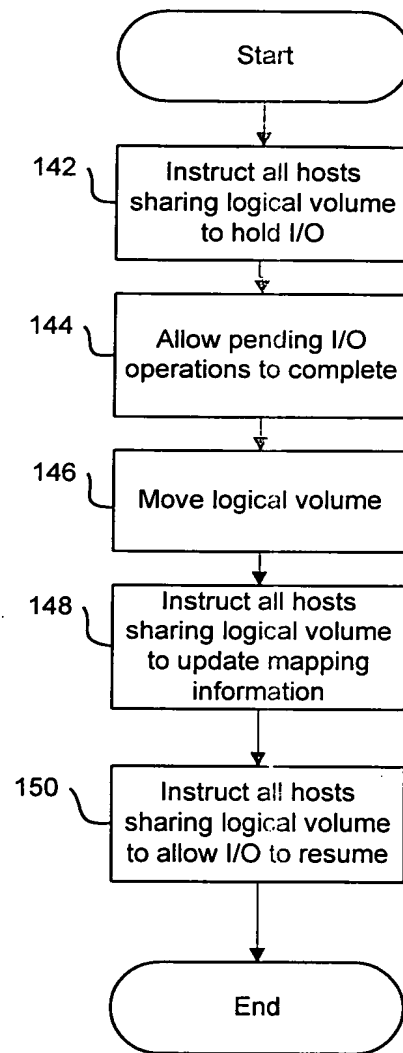 Start
142
Instruct all hosts
sharing logical volume
to hold I/O
144
Allow pending I/O
operations to complete
146
Move logical volume
148
Instruct all hosts
sharing logical volume
to update mapping
information
150
Instruct all hosts
sharing logical volume
to allow I/O to resume
End